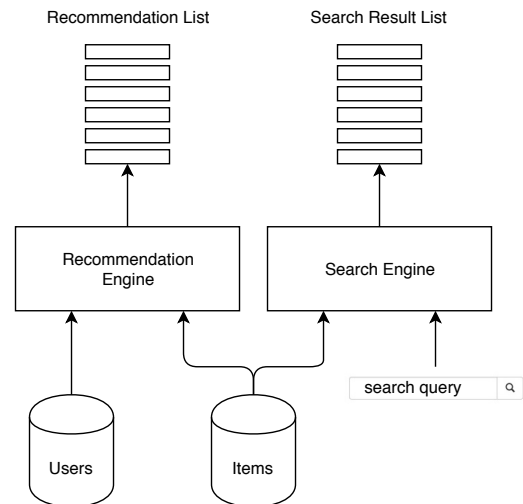 Recommendation List
Search Result List
Recommendation
Engine
Search Engine
search query
Users
Items